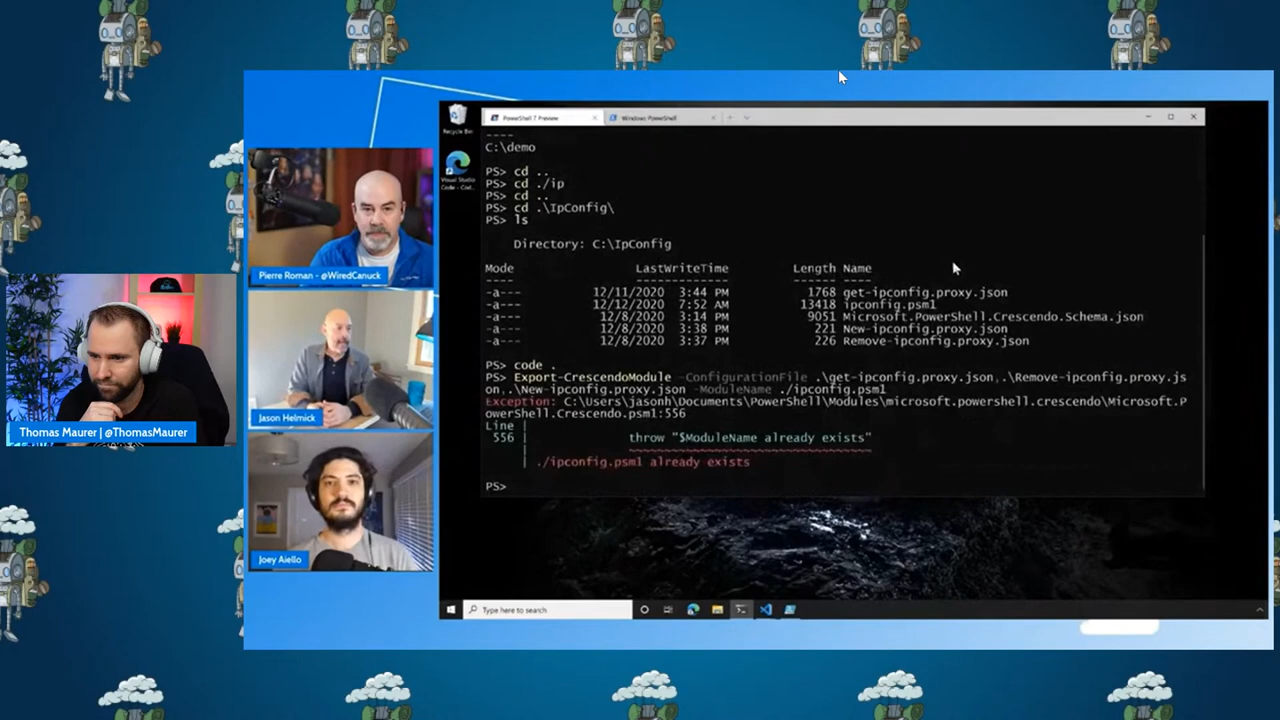 Thomas Maurer | @ThomasMaurer
Pierre Roman - @WiredCanuck
Jason Helmick
Joey Aiello
Recycle Bin
Visual Studio
Code - Cod...
PowerShell 7 Preview
Windows PowerShell
----
C:\demo
PS> cd ..
PS> cd ./ip
PS> cd ..
PS> cd .\IpConfig\
PS> ls
Directory: C:\IpConfig
Mode LastWriteTime Length Name
---- ------------- ------ ----
-a--- 12/11/2020 3:44 PM 1768 get-ipconfig.proxy.json
-a--- 12/12/2020 7:52 AM 13418 ipconfig.psm1
-a--- 12/8/2020 3:14 PM 9051 Microsoft.PowerShell.Crescendo.Schema.json
-a--- 12/8/2020 3:38 PM 221 New-ipconfig.proxy.json
-a--- 12/8/2020 3:37 PM 226 Remove-ipconfig.proxy.json
PS> code .
PS> Export-CrescendoModule -ConfigurationFile .\get-ipconfig.proxy.json,.\Remove-ipconfig.proxy.js
on,.\New-ipconfig.proxy.json -ModuleName ./ipconfig.psm1
Exception: C:\Users\jasonh\Documents\PowerShell\Modules\microsoft.powershell.crescendo\Microsoft.P
owerShell.Crescendo.psm1:556
Line |
556 | throw "$ModuleName already exists"
| ~~~~~~~~~~~~~~~~~~~~~~~~~~~~~~~~~~
| ./ipconfig.psm1 already exists
PS>
Type here to search